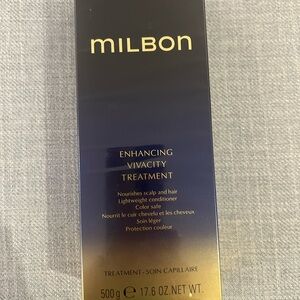 MILBON
ENHANCING
VIVACITY
TREATMENT
Nourishes scalp and hair
Lightweight conditioner
Color safe
Nourrit le cuir chevelu et les cheveux
Soin léger
Protection couleur
TREATMENT-SOIN CAPILLAIRE
500 g ℮ 17.6 OZ.NET WT.